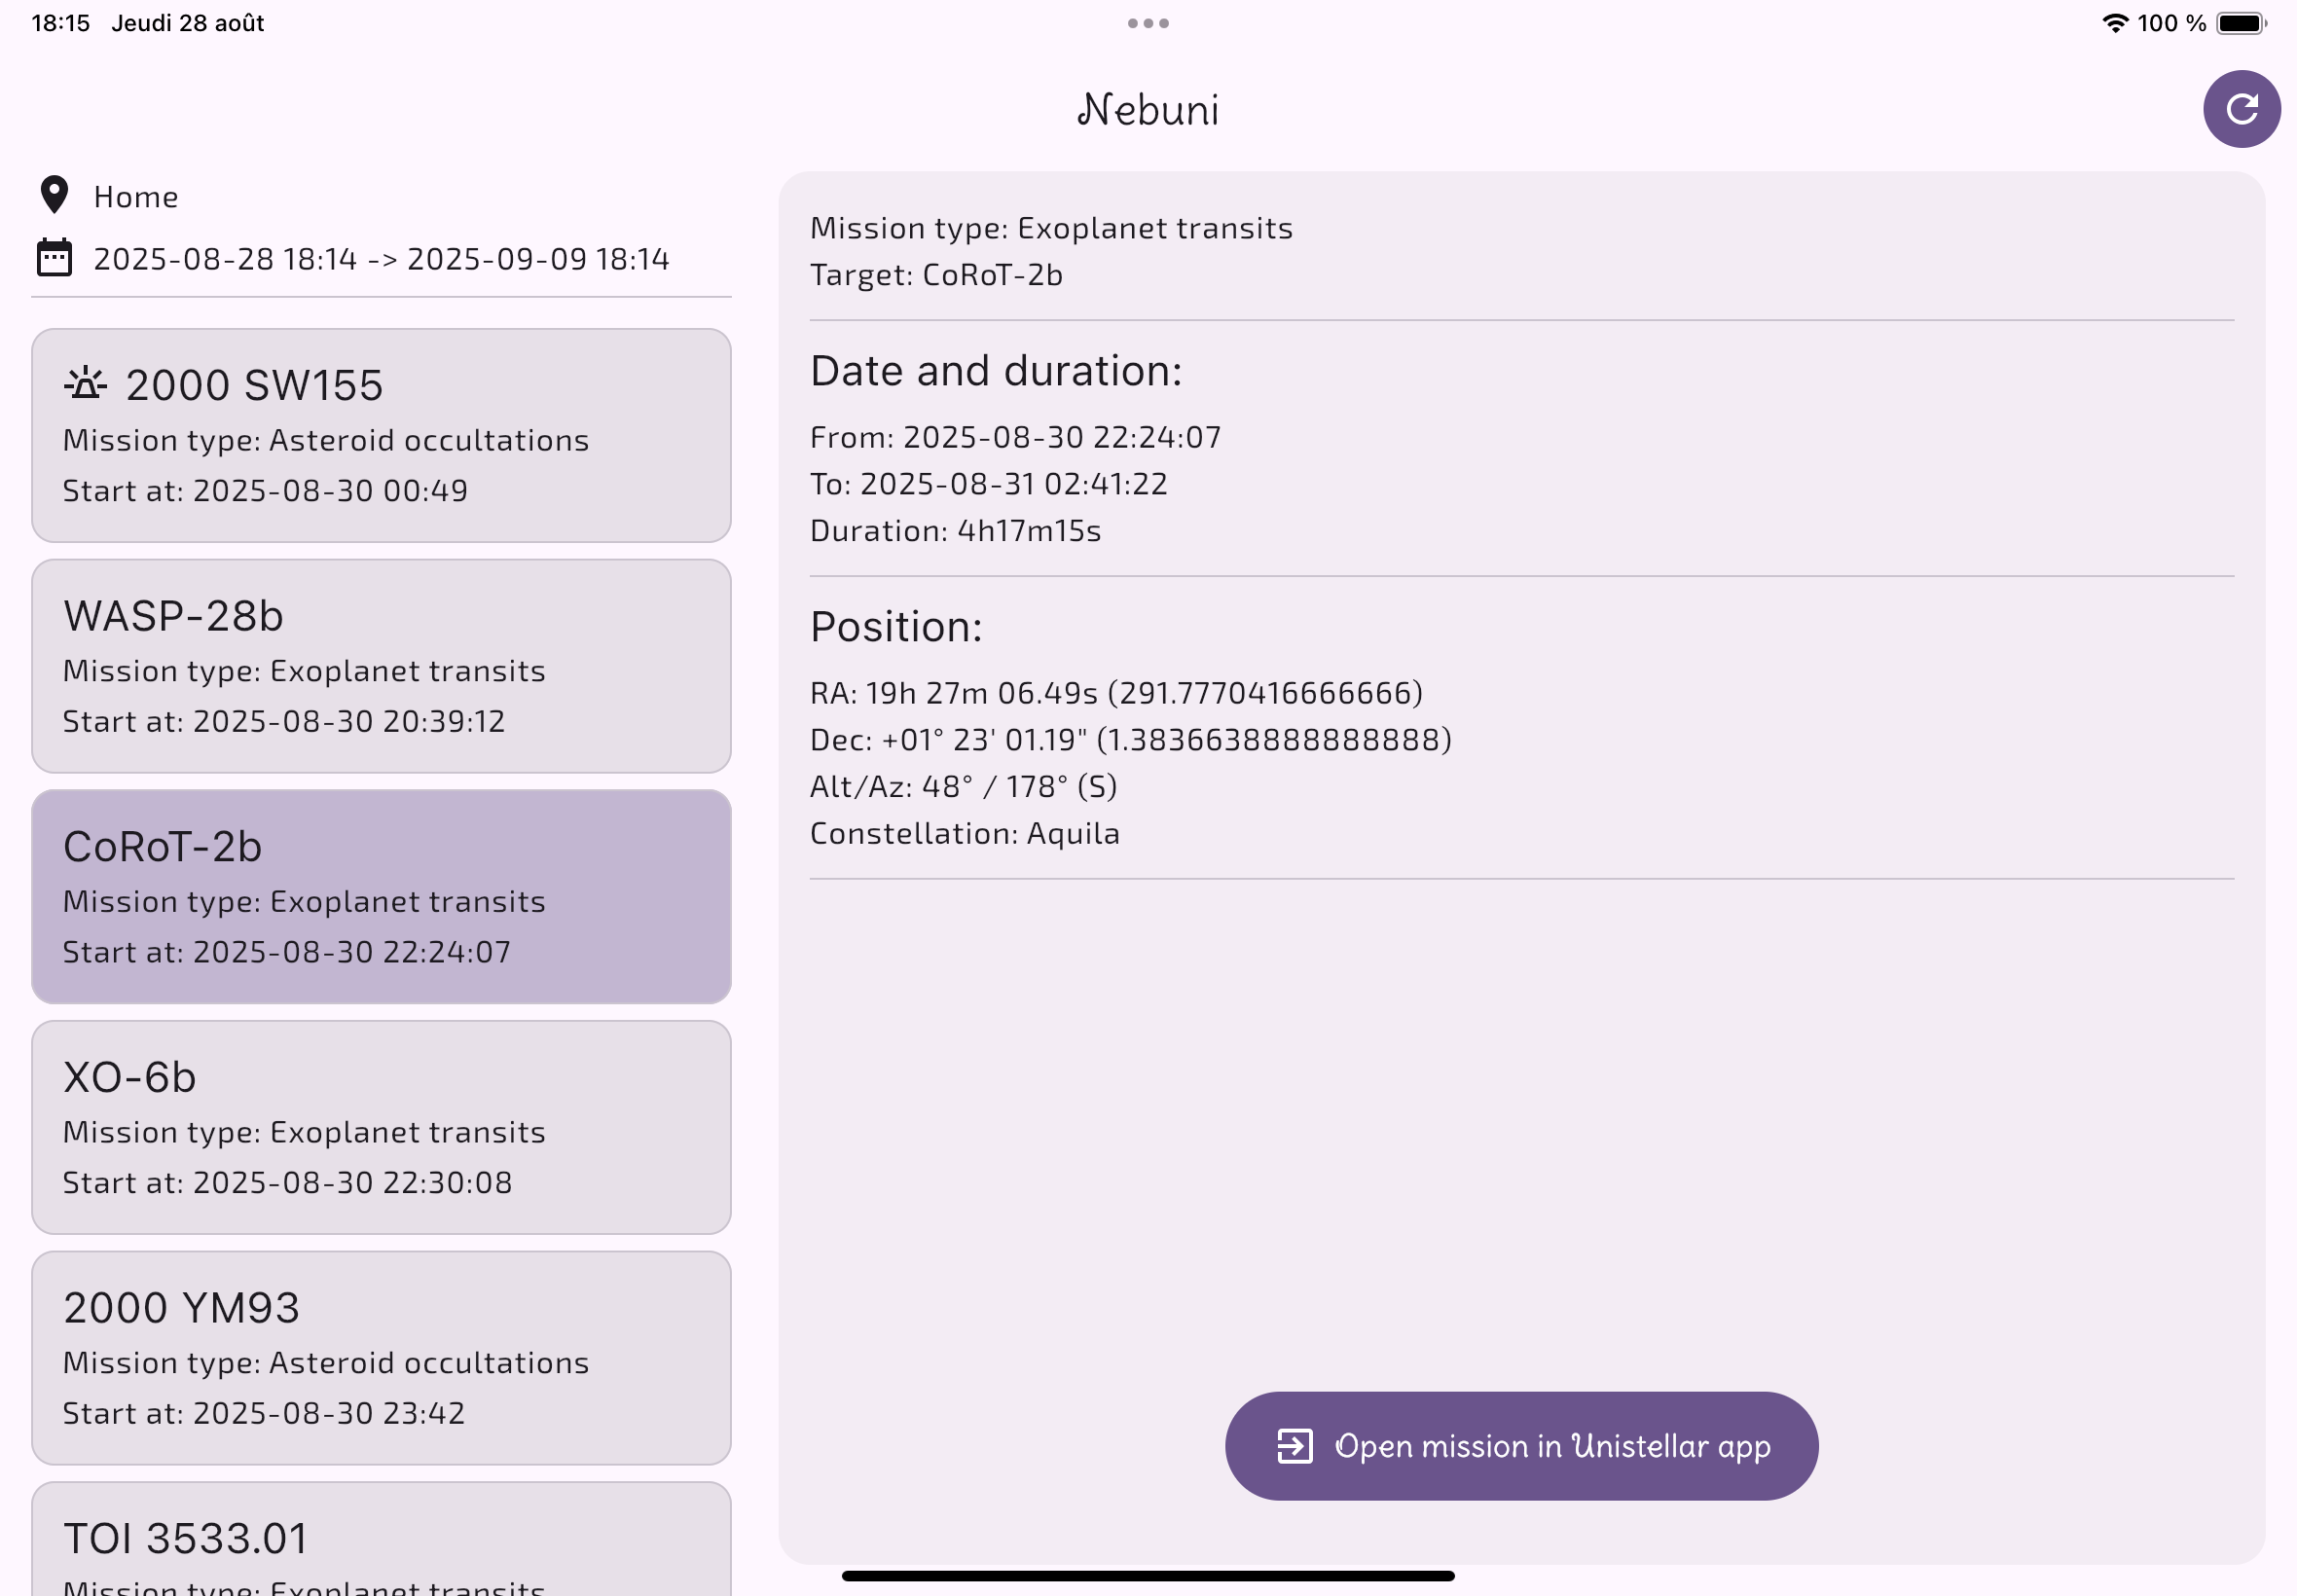 18:15 Jeudi 28 août
100 %
Nebuni
Home
2025-08-28 18:14 -> 2025-09-09 18:14
2000 SW155
Mission type: Asteroid occultations
Start at: 2025-08-30 00:49
WASP-28b
Mission type: Exoplanet transits
Start at: 2025-08-30 20:39:12
CoRoT-2b
Mission type: Exoplanet transits
Start at: 2025-08-30 22:24:07
XO-6b
Mission type: Exoplanet transits
Start at: 2025-08-30 22:30:08
2000 YM93
Mission type: Asteroid occultations
Start at: 2025-08-30 23:42
TOI 3533.01
Mission type: Exoplanet transits
Mission type: Exoplanet transits
Target: CoRoT-2b
Date and duration:
From: 2025-08-30 22:24:07
To: 2025-08-31 02:41:22
Duration: 4h17m15s
Position:
RA: 19h 27m 06.49s (291.7770416666666)
Dec: +01° 23' 01.19" (1.3836638888888888)
Alt/Az: 48° / 178° (S)
Constellation: Aquila
Open mission in Unistellar app